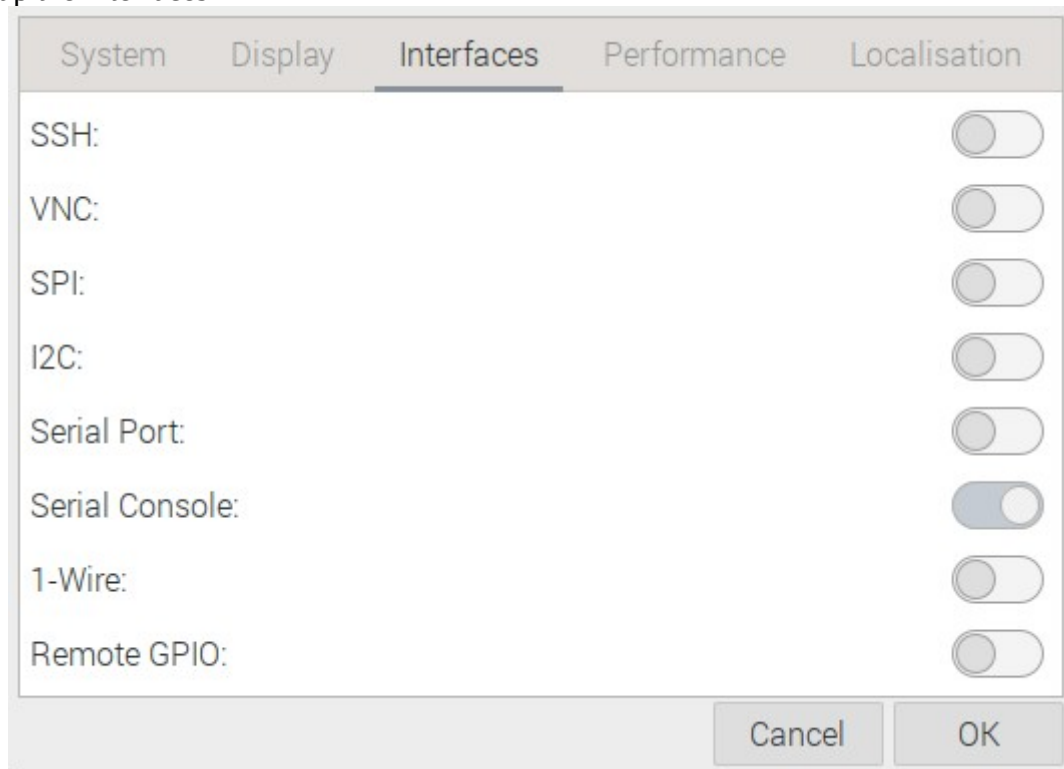 System Display Interfaces Performance Localisation
SSH:
VNC:
SPI:
I2C:
Serial Port:
Serial Console:
1-Wire:
Remote GPIO:
Cancel OK